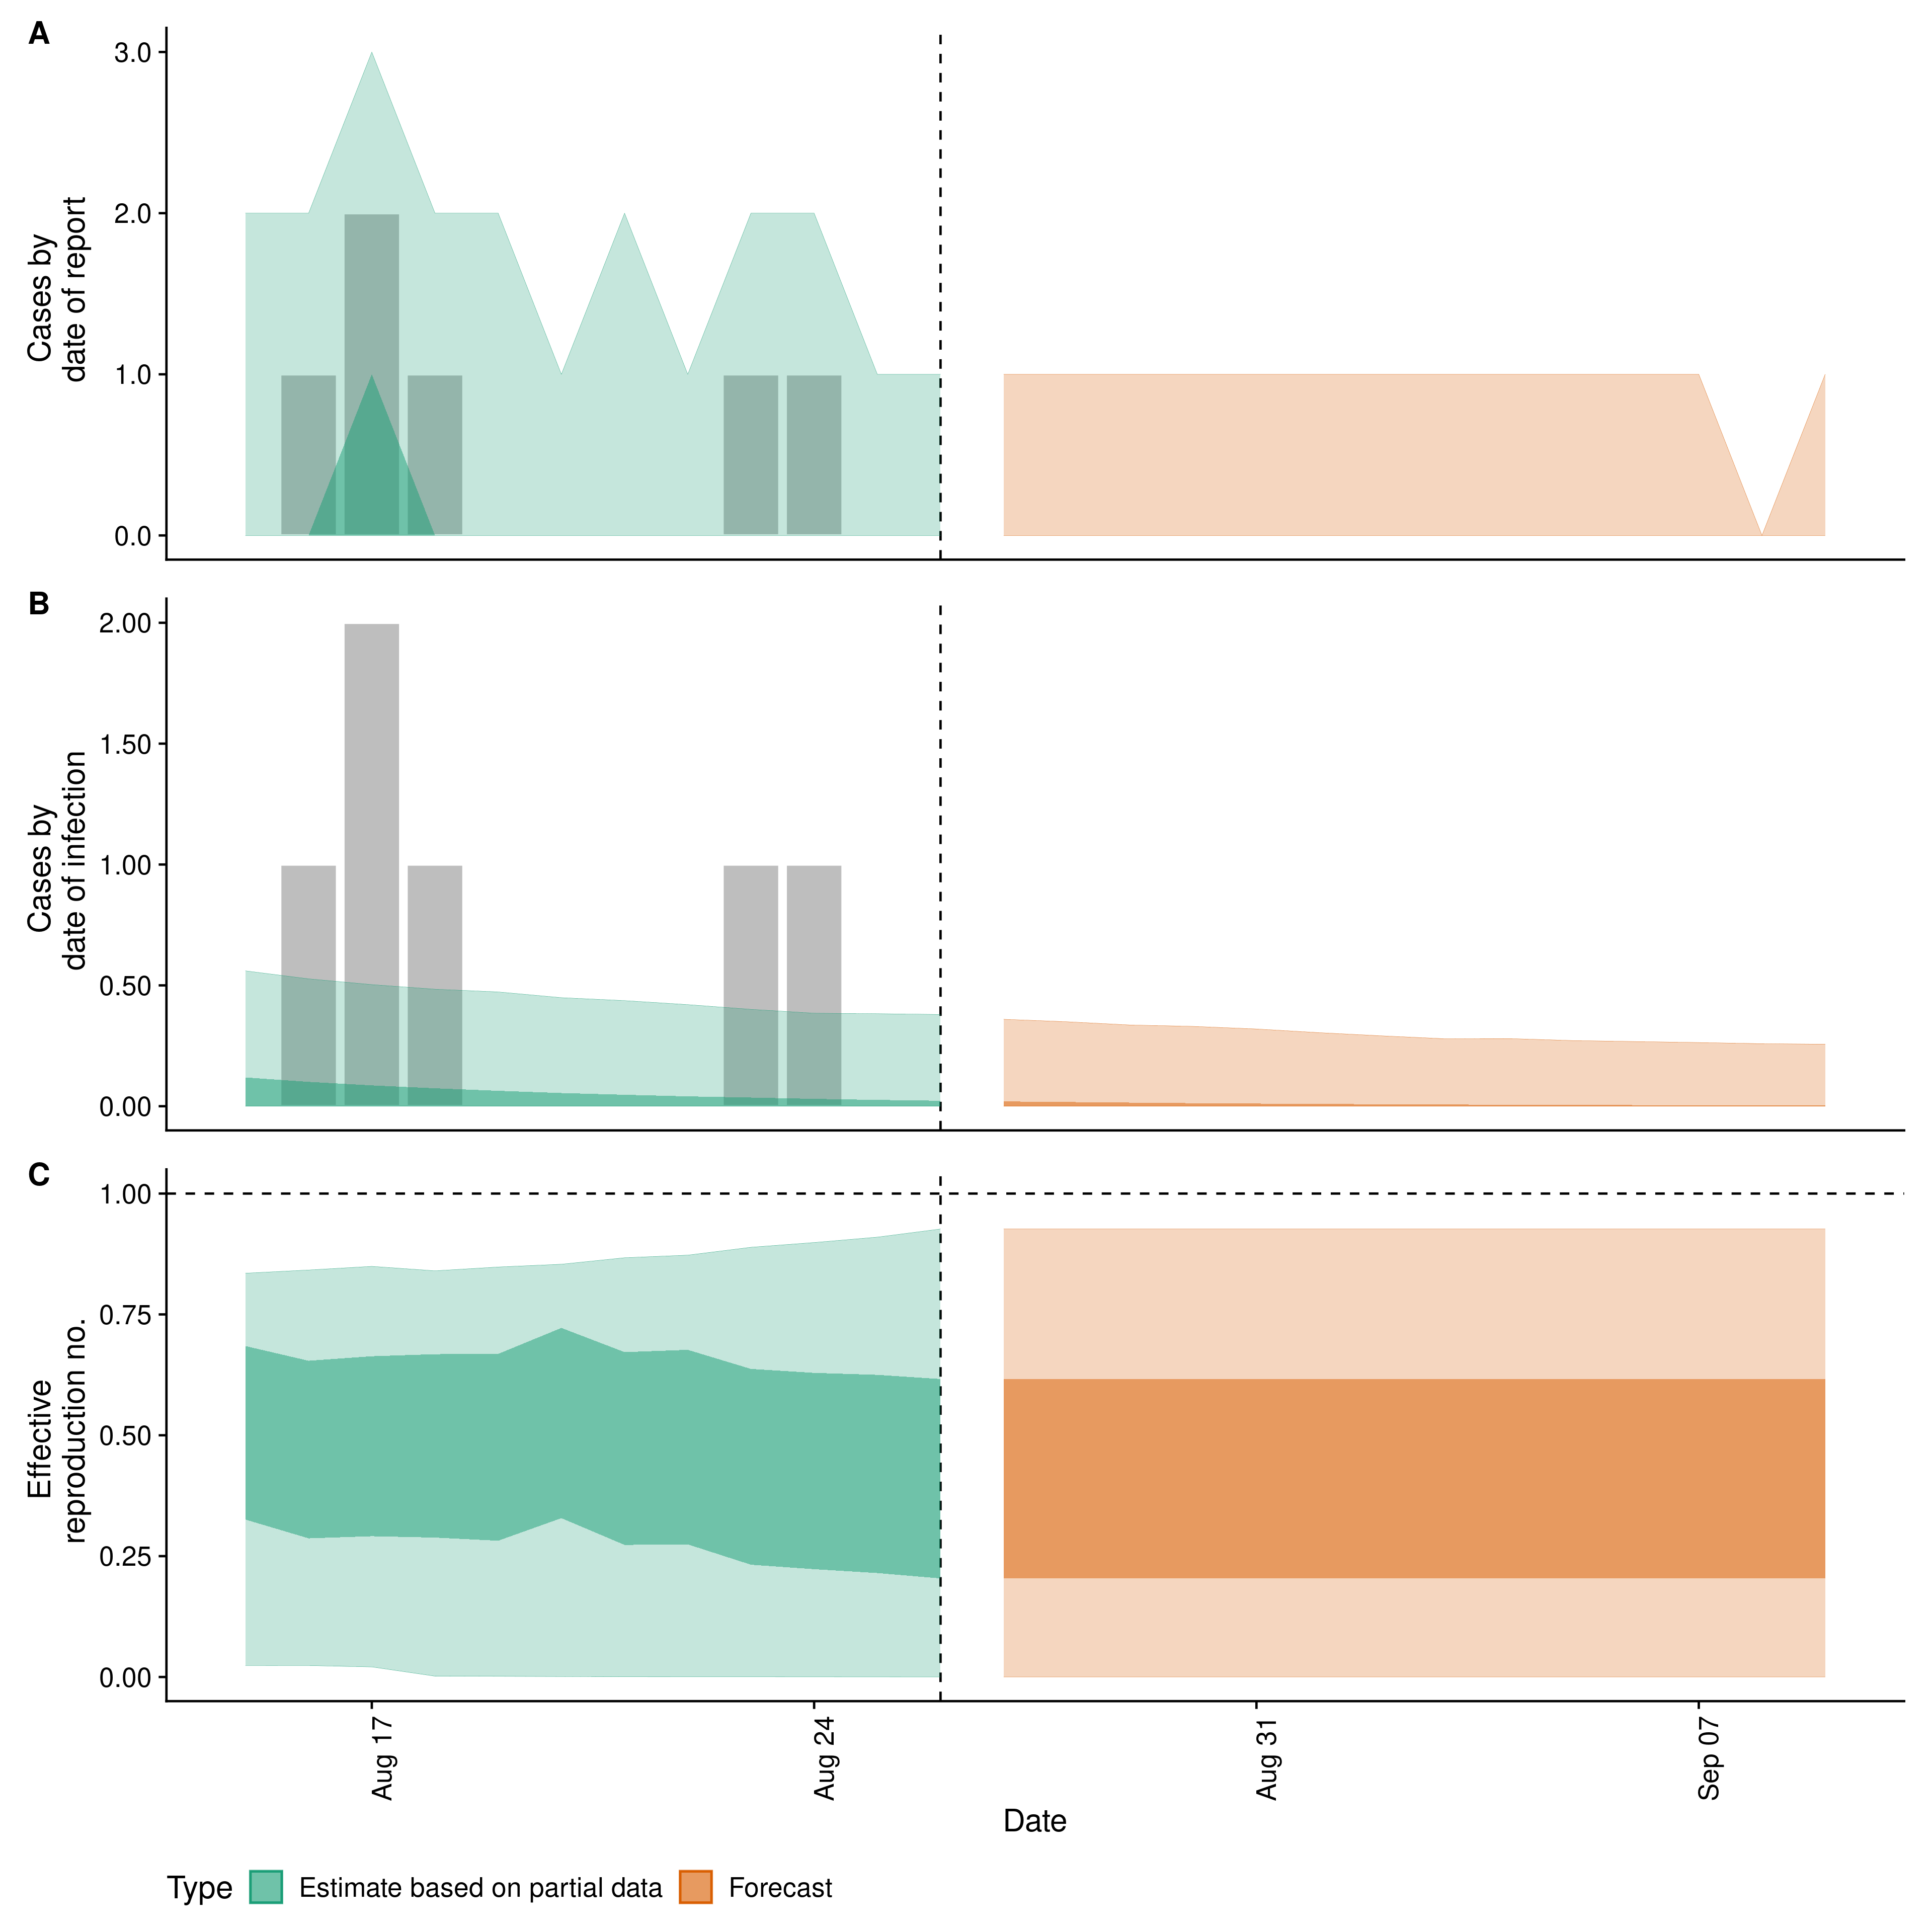 A
3.0
2.0
1.0
0.0
Cases by
date of report
B
2.00
1.50
1.00
0.50
0.00
Cases by
date of infection
C
1.00
0.75
0.50
0.25
0.00
Effective
reproduction no.
Aug 17
Aug 24
Aug 31
Sep 07
Date
Type
Estimate based on partial data
Forecast